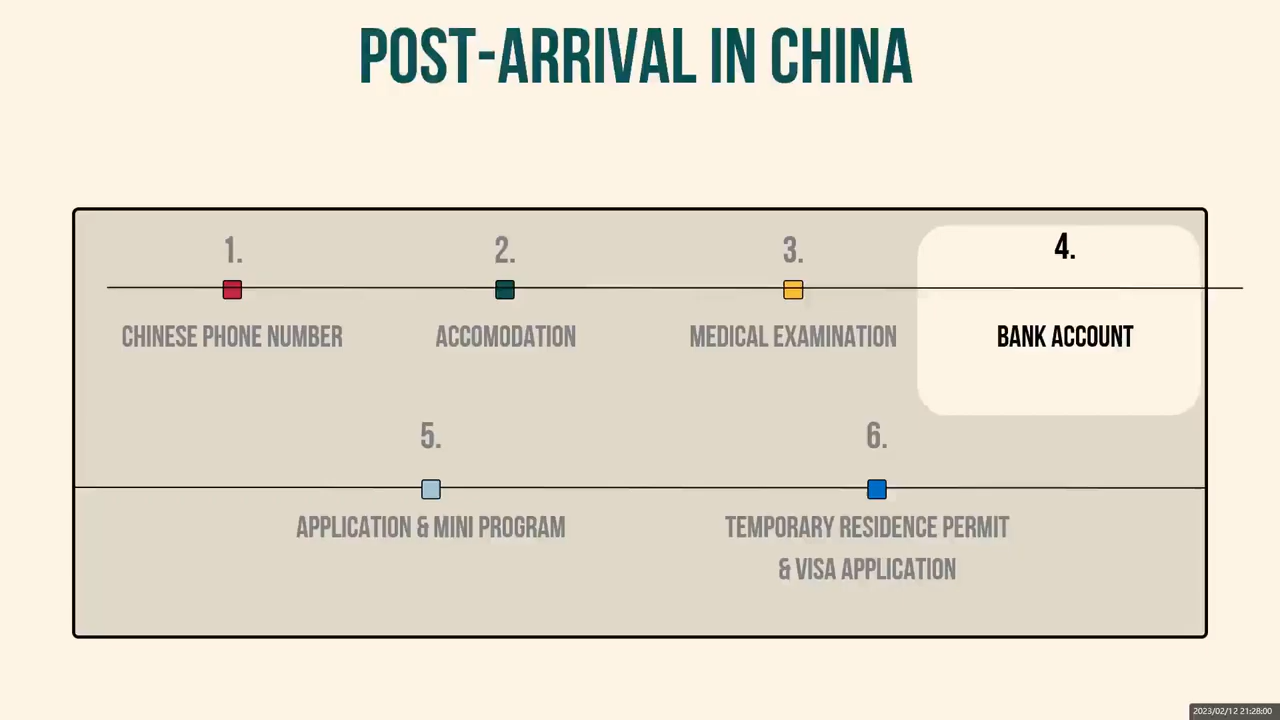 POST-ARRIVAL IN CHINA
1.
2.
3.
4.
CHINESE PHONE NUMBER
ACCOMODATION
MEDICAL EXAMINATION
BANK ACCOUNT
5.
6.
APPLICATION & MINI PROGRAM
TEMPORARY RESIDENCE PERMIT
& VISA APPLICATION
2023/02/12 21:28:00